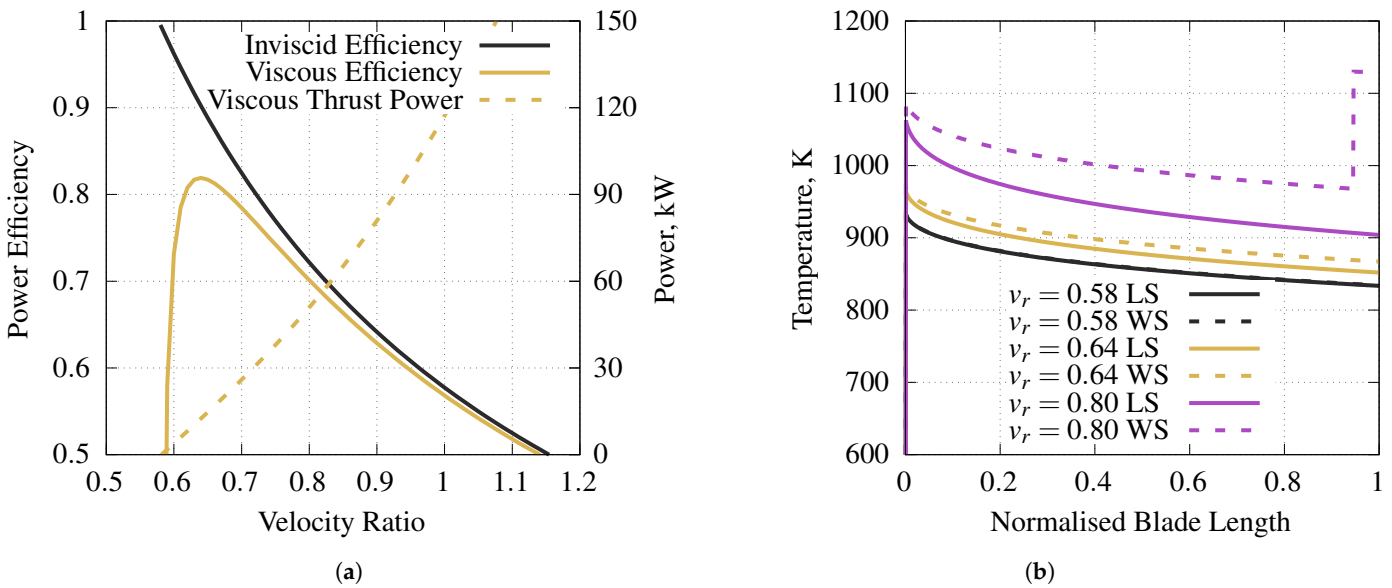 1
0.9
0.8
0.7
0.6
0.5
Power Efficiency
Inviscid Efficiency
Viscous Efficiency
Viscous Thrust Power
150
120
90
60
30
0
Power, kW
0.5 0.6 0.7 0.8 0.9 1 1.1 1.2
Velocity Ratio
(a)
1200
1100
1000
900
800
700
600
Temperature, K
v_r = 0.58 LS
v_r = 0.58 WS
v_r = 0.64 LS
v_r = 0.64 WS
v_r = 0.80 LS
v_r = 0.80 WS
0 0.2 0.4 0.6 0.8 1
Normalised Blade Length
(b)